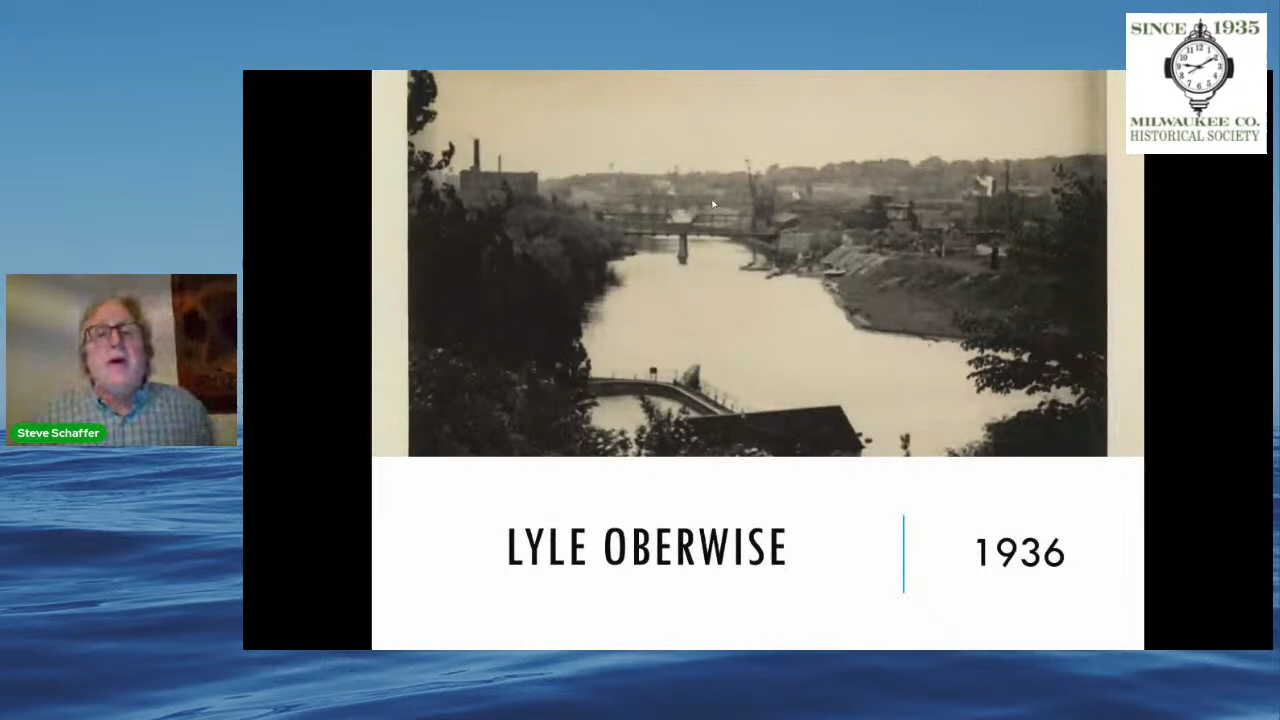 SINCE 1935
MILWAUKEE CO.
HISTORICAL SOCIETY
Steve Schaffer
LYLE OBERWISE
1936